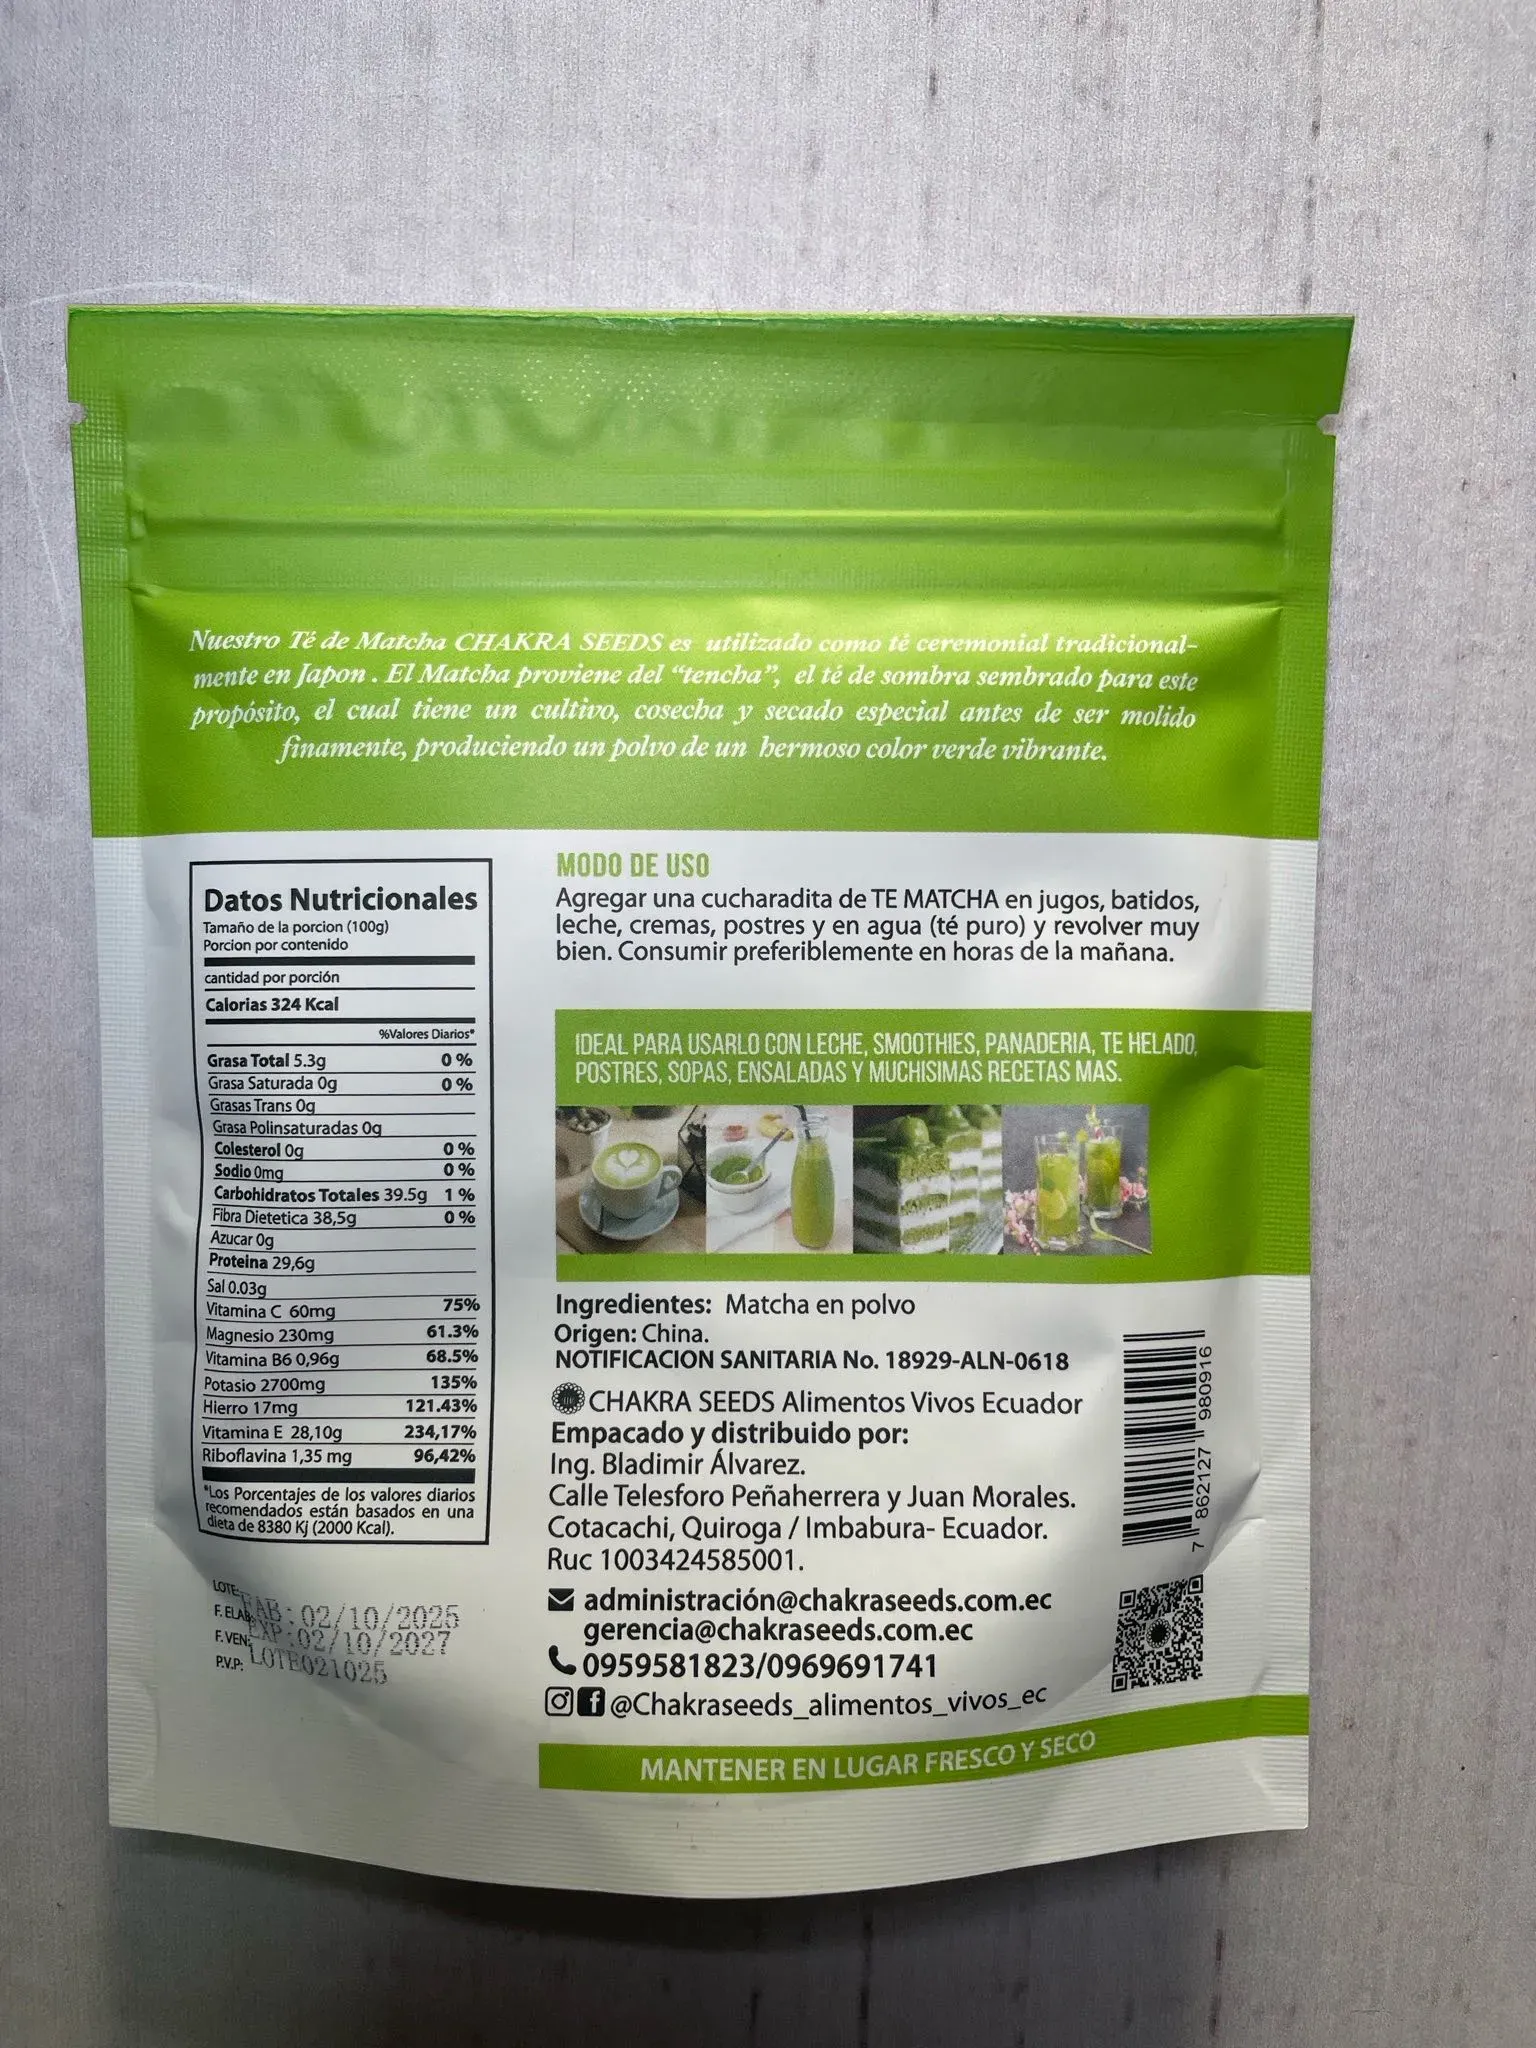 Nuestro Té de Matcha CHAKRA SEEDS es utilizado como té ceremonial tradicional-
mente en Japon . El Matcha proviene del “tencha”, el té de sombra sembrado para este
propósito, el cual tiene un cultivo, cosecha y secado especial antes de ser molido
finamente, produciendo un polvo de un hermoso color verde vibrante.
Datos Nutricionales
Tamaño de la porcion (100g)
Porcion por contenido
cantidad por porción
Calorias 324 Kcal
%Valores Diarios*
Grasa Total 5.3g 0 %
Grasa Saturada 0g 0 %
Grasas Trans 0g
Grasa Polinsaturadas 0g
Colesterol 0g 0 %
Sodio 0mg 0 %
Carbohidratos Totales 39.5g 1 %
Fibra Dietetica 38,5g 0 %
Azucar 0g
Proteina 29,6g
Sal 0.03g
Vitamina C 60mg 75%
Magnesio 230mg 61.3%
Vitamina B6 0,96g 68.5%
Potasio 2700mg 135%
Hierro 17mg 121.43%
Vitamina E 28,10g 234,17%
Riboflavina 1,35 mg 96,42%
*Los Porcentajes de los valores diarios
recomendados están basados en una
dieta de 8380 Kj (2000 Kcal).
LOTE:
F. ELAB: FAB: 02/10/2025
F. VEN: EXP: 02/10/2027
P.V.P: LOTE021025
MODO DE USO
Agregar una cucharadita de TE MATCHA en jugos, batidos,
leche, cremas, postres y en agua (té puro) y revolver muy
bien. Consumir preferiblemente en horas de la mañana.
IDEAL PARA USARLO CON LECHE, SMOOTHIES, PANADERIA, TE HELADO,
POSTRES, SOPAS, ENSALADAS Y MUCHISIMAS RECETAS MAS.
Ingredientes: Matcha en polvo
Origen: China.
NOTIFICACION SANITARIA No. 18929-ALN-0618
CHAKRA SEEDS Alimentos Vivos Ecuador
Empacado y distribuido por:
Ing. Bladimir Álvarez.
Calle Telesforo Peñaherrera y Juan Morales.
Cotacachi, Quiroga / Imbabura- Ecuador.
Ruc 1003424585001.
administración@chakraseeds.com.ec
gerencia@chakraseeds.com.ec
0959581823/0969691741
@Chakraseeds_alimentos_vivos_ec
7 862127 980916
MANTENER EN LUGAR FRESCO Y SECO